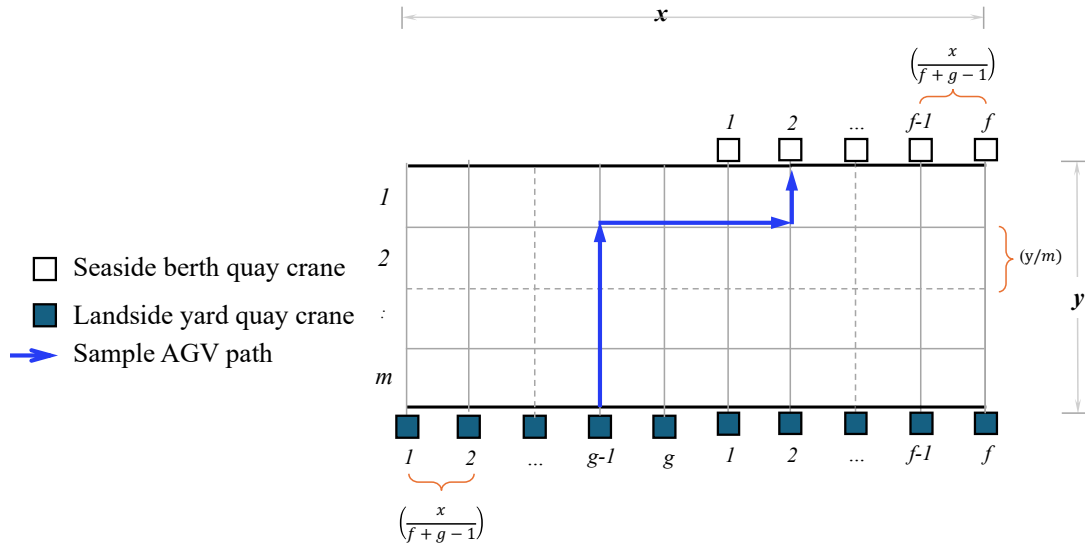 x
(x / f + g − 1)
1 2 ... f-1 f
1
2
:
m
(y/m)
y
Seaside berth quay crane
Landside yard quay crane
Sample AGV path
1 2 ... g-1 g 1 2 ... f-1 f
(x / f + g − 1)